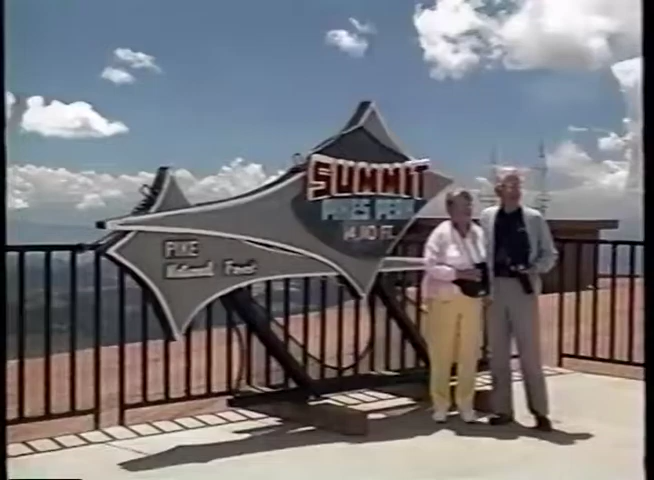 SUMMIT
PIKES PEAK
14,110 FT.
PIKE
National Forest